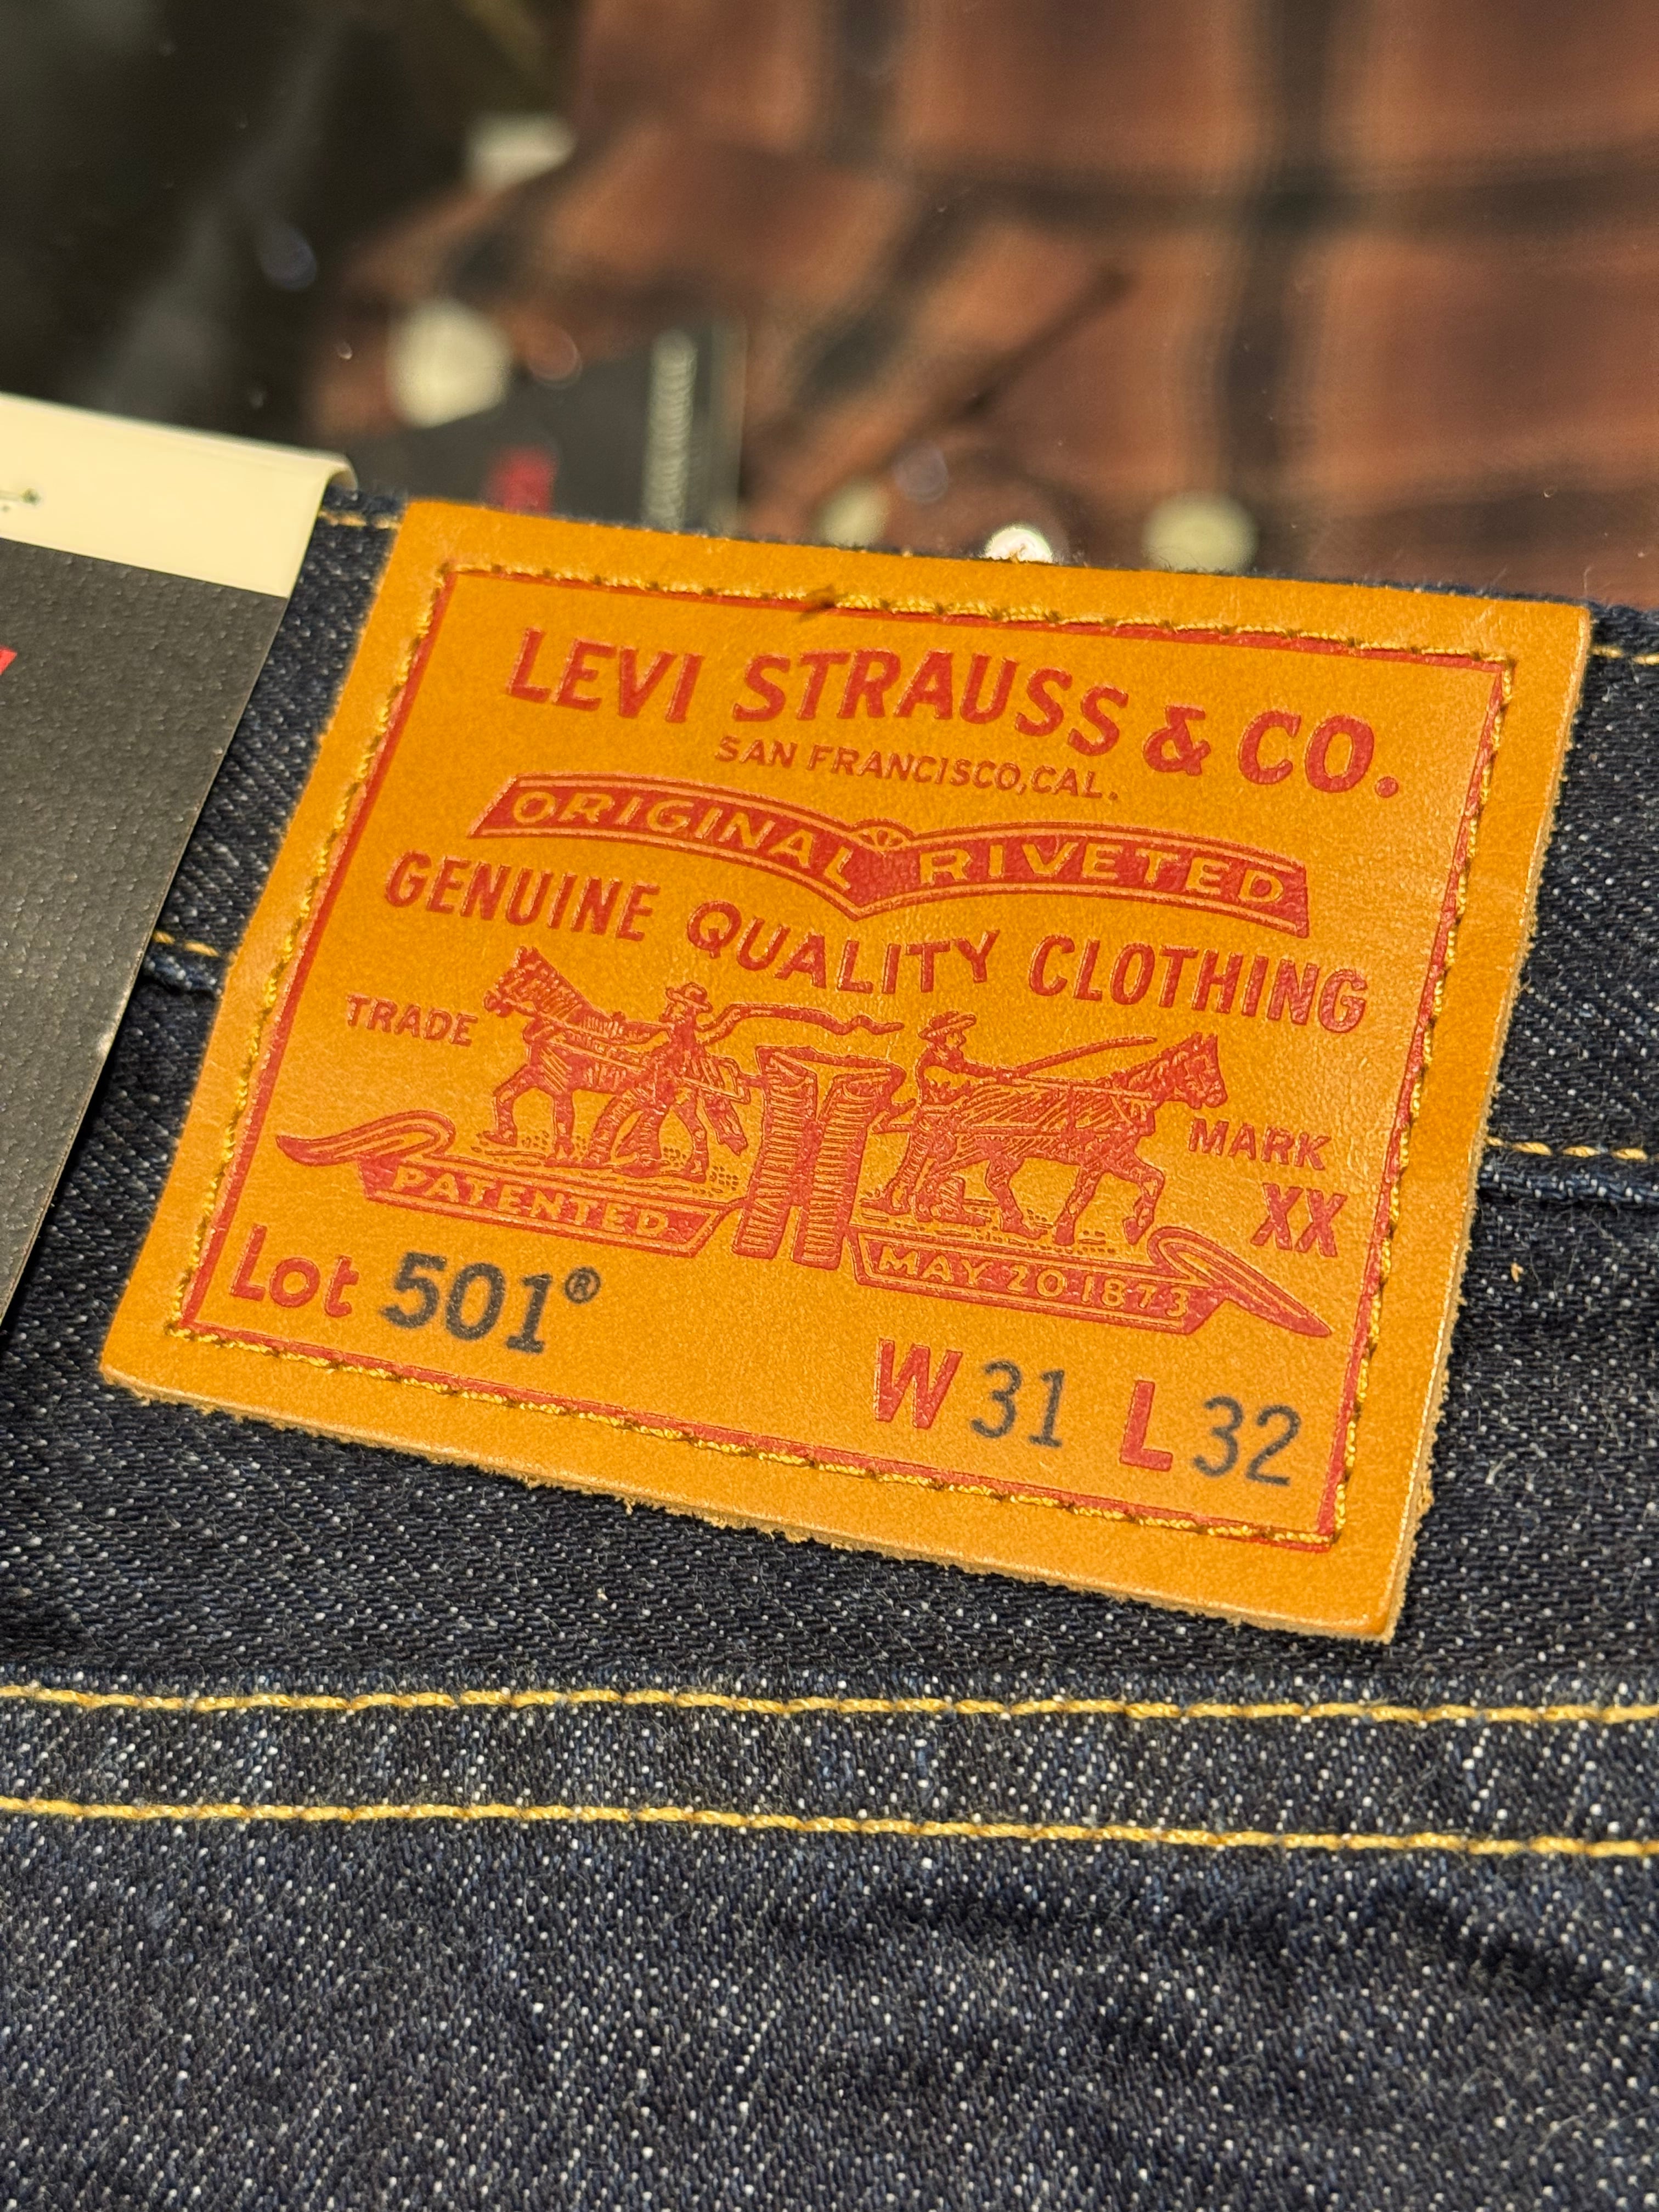 LEVI STRAUSS & CO.
SAN FRANCISCO, CAL.
ORIGINAL RIVETED
GENUINE QUALITY CLOTHING
TRADE
MARK
XX
PATENTED
MAY 20 1873
Lot 501®
W 31 L 32